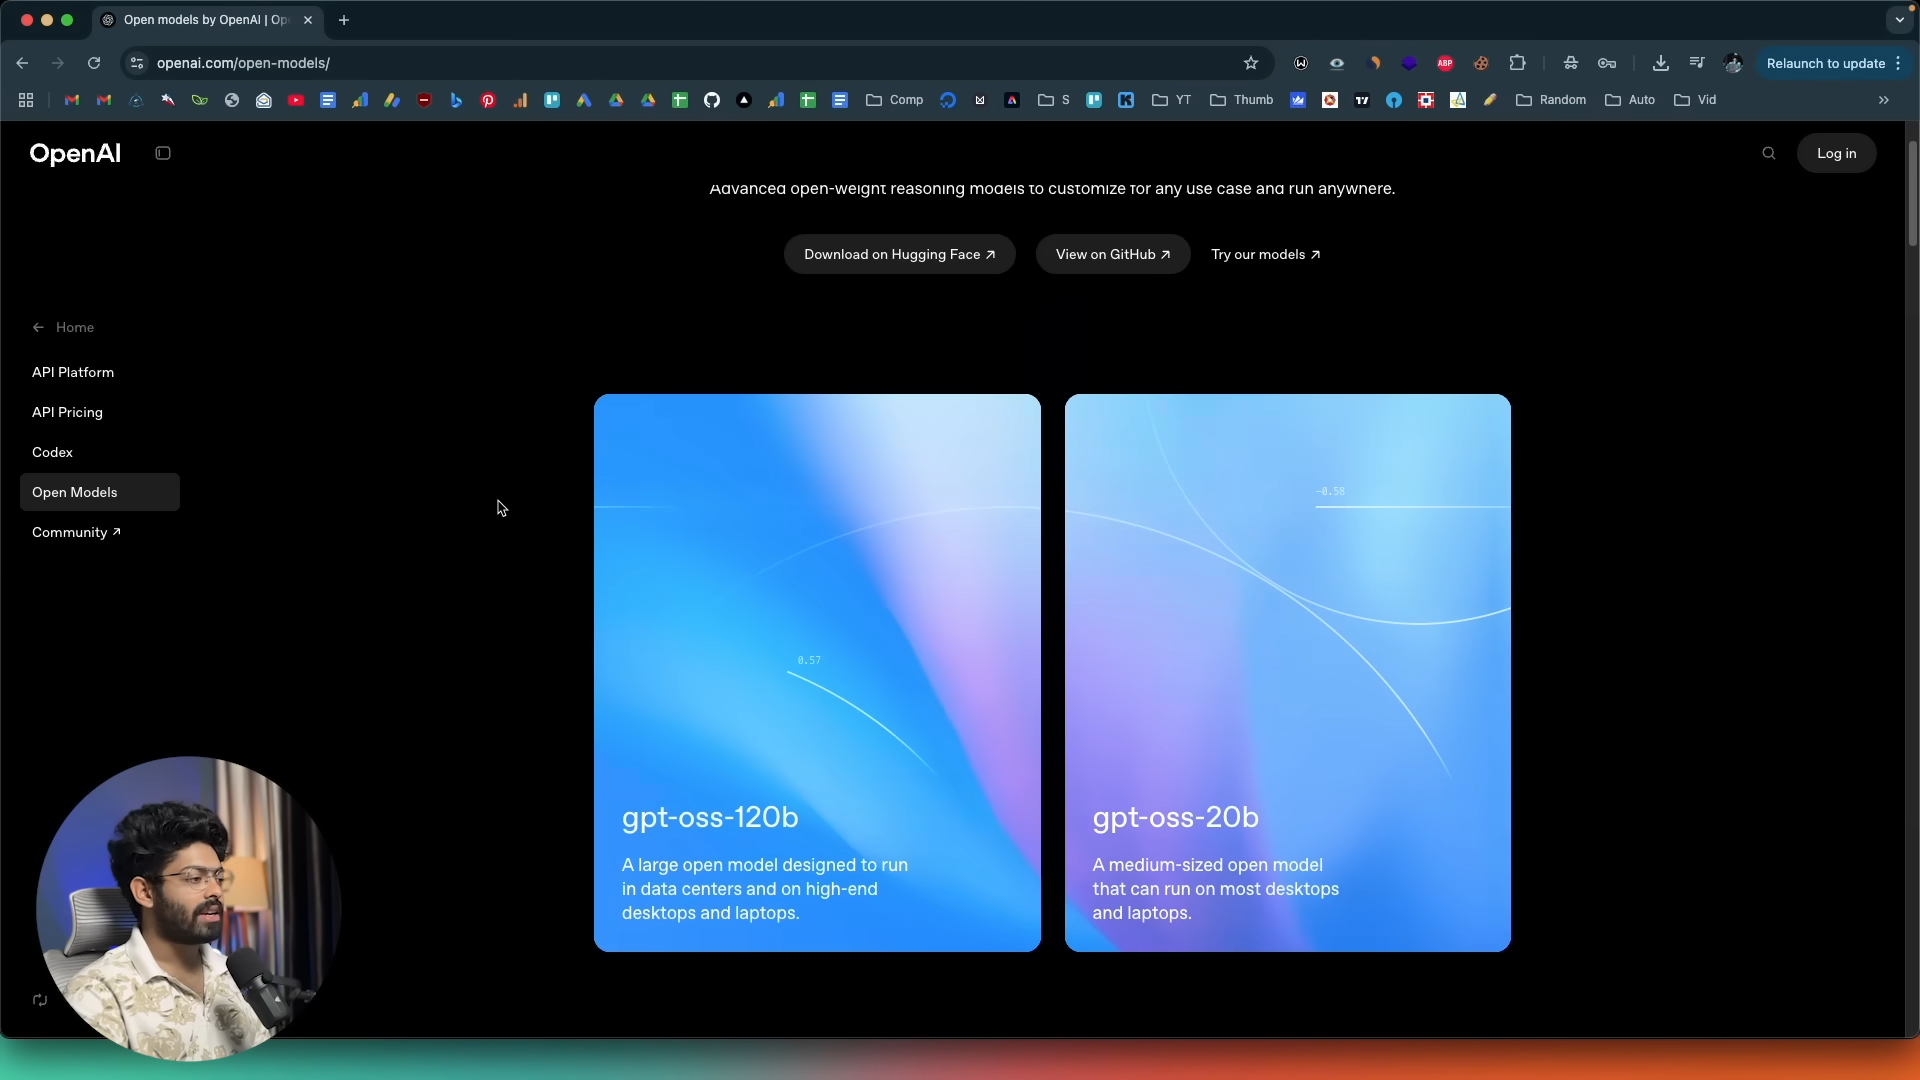 Open models by OpenAI | Op
openai.com/open-models/
Relaunch to update
Comp
S
YT
Thumb
Random
Auto
Vid
OpenAI
Log in
Advanced open-weight reasoning models to customize for any use case and run anywhere.
Download on Hugging Face ↗
View on GitHub ↗
Try our models ↗
← Home
API Platform
API Pricing
Codex
Open Models
Community ↗
0.57
gpt-oss-120b
A large open model designed to run
in data centers and on high-end
desktops and laptops.
-0.58
gpt-oss-20b
A medium-sized open model
that can run on most desktops
and laptops.
ABP